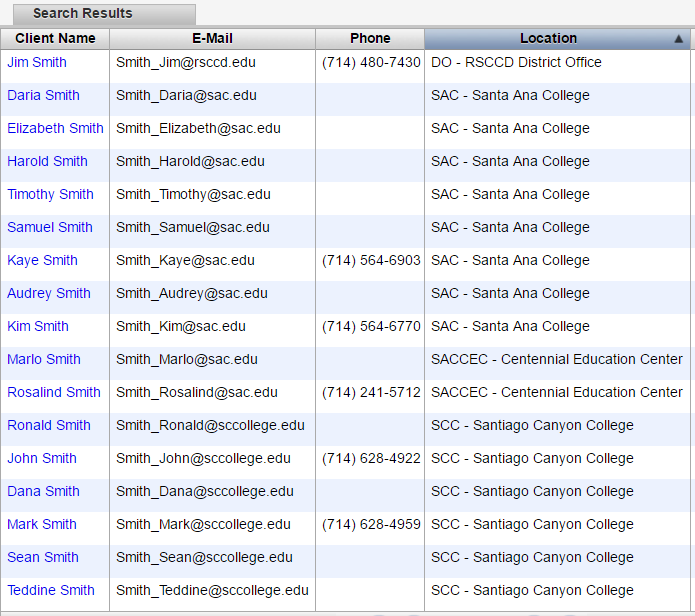 Search Results
Client Name E-Mail Phone Location ▲
Jim Smith Smith_Jim@rsccd.edu (714) 480-7430 DO - RSCCD District Office
Daria Smith Smith_Daria@sac.edu SAC - Santa Ana College
Elizabeth Smith Smith_Elizabeth@sac.edu SAC - Santa Ana College
Harold Smith Smith_Harold@sac.edu SAC - Santa Ana College
Timothy Smith Smith_Timothy@sac.edu SAC - Santa Ana College
Samuel Smith Smith_Samuel@sac.edu SAC - Santa Ana College
Kaye Smith Smith_Kaye@sac.edu (714) 564-6903 SAC - Santa Ana College
Audrey Smith Smith_Audrey@sac.edu SAC - Santa Ana College
Kim Smith Smith_Kim@sac.edu (714) 564-6770 SAC - Santa Ana College
Marlo Smith Smith_Marlo@sac.edu SACCEC - Centennial Education Center
Rosalind Smith Smith_Rosalind@sac.edu (714) 241-5712 SACCEC - Centennial Education Center
Ronald Smith Smith_Ronald@sccollege.edu SCC - Santiago Canyon College
John Smith Smith_John@sccollege.edu (714) 628-4922 SCC - Santiago Canyon College
Dana Smith Smith_Dana@sccollege.edu SCC - Santiago Canyon College
Mark Smith Smith_Mark@sccollege.edu (714) 628-4959 SCC - Santiago Canyon College
Sean Smith Smith_Sean@sccollege.edu SCC - Santiago Canyon College
Teddine Smith Smith_Teddine@sccollege.edu SCC - Santiago Canyon College